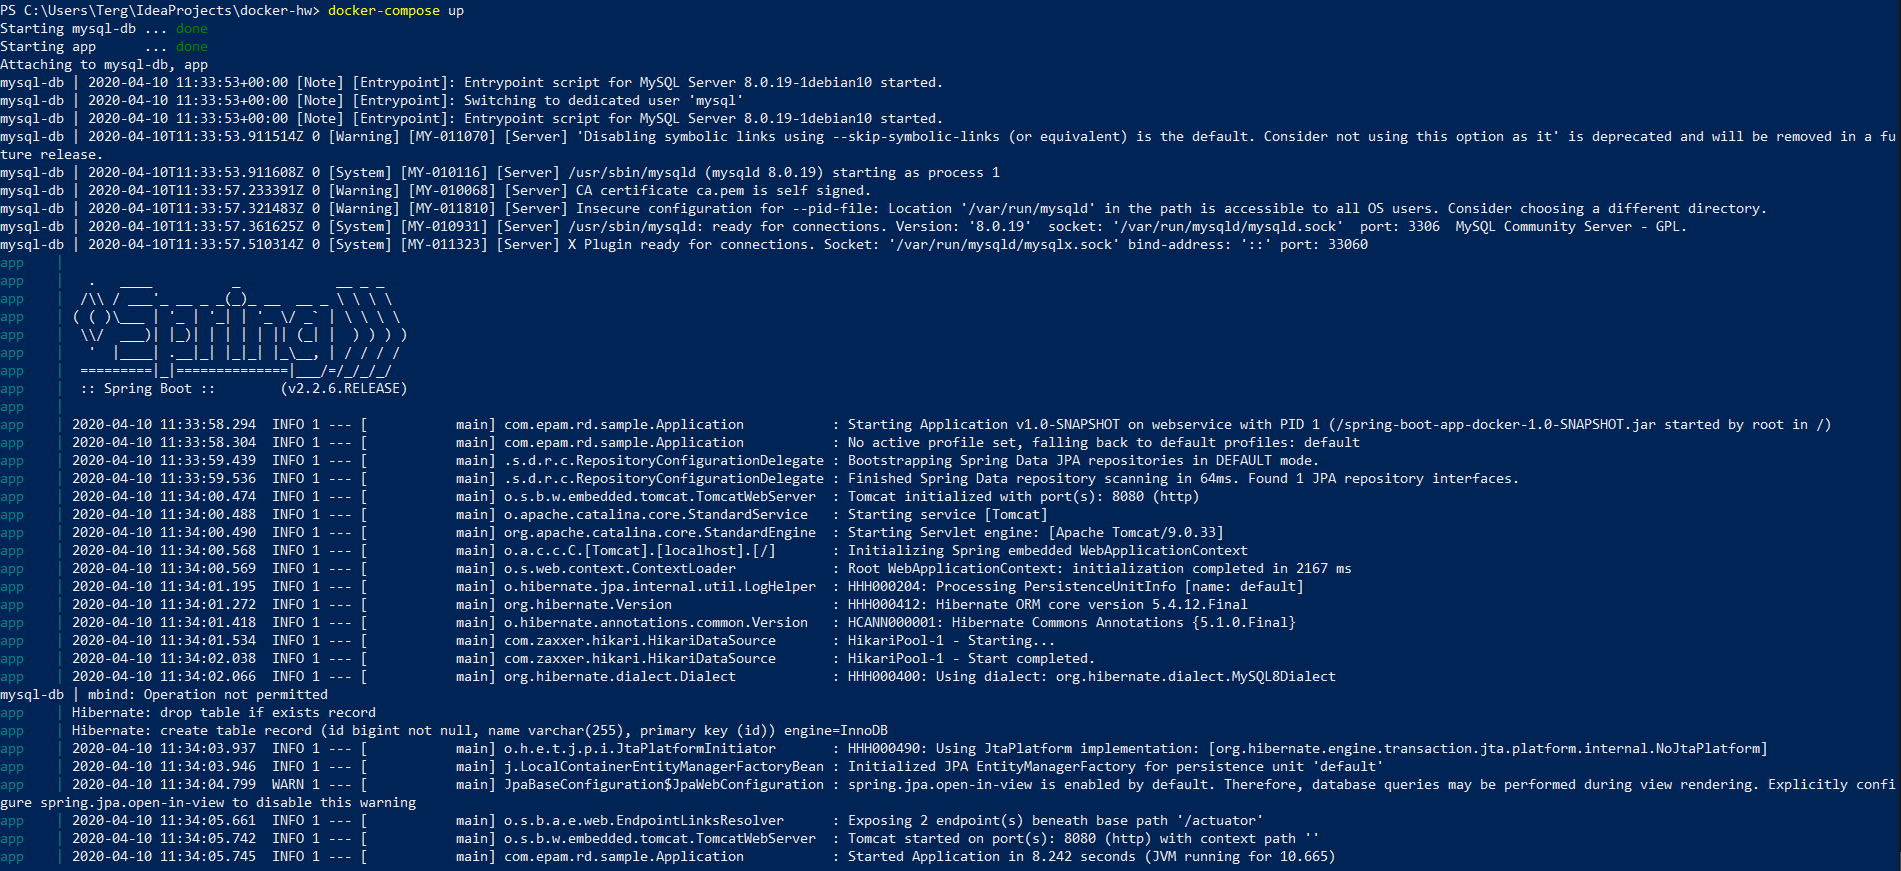 PS C:\Users\Terg\IdeaProjects\docker-hw> docker-compose up
Starting mysql-db ... done
Starting app      ... done
Attaching to mysql-db, app
mysql-db | 2020-04-10 11:33:53+00:00 [Note] [Entrypoint]: Entrypoint script for MySQL Server 8.0.19-1debian10 started.
mysql-db | 2020-04-10 11:33:53+00:00 [Note] [Entrypoint]: Switching to dedicated user 'mysql'
mysql-db | 2020-04-10 11:33:53+00:00 [Note] [Entrypoint]: Entrypoint script for MySQL Server 8.0.19-1debian10 started.
mysql-db | 2020-04-10T11:33:53.911514Z 0 [Warning] [MY-011070] [Server] 'Disabling symbolic links using --skip-symbolic-links (or equivalent) is the default. Consider not using this option as it' is deprecated and will be removed in a fu
ture release.
mysql-db | 2020-04-10T11:33:53.911608Z 0 [System] [MY-010116] [Server] /usr/sbin/mysqld (mysqld 8.0.19) starting as process 1
mysql-db | 2020-04-10T11:33:57.233391Z 0 [Warning] [MY-010068] [Server] CA certificate ca.pem is self signed.
mysql-db | 2020-04-10T11:33:57.321483Z 0 [Warning] [MY-011810] [Server] Insecure configuration for --pid-file: Location '/var/run/mysqld' in the path is accessible to all OS users. Consider choosing a different directory.
mysql-db | 2020-04-10T11:33:57.361625Z 0 [System] [MY-010931] [Server] /usr/sbin/mysqld: ready for connections. Version: '8.0.19'  socket: '/var/run/mysqld/mysqld.sock'  port: 3306  MySQL Community Server - GPL.
mysql-db | 2020-04-10T11:33:57.510314Z 0 [System] [MY-011323] [Server] X Plugin ready for connections. Socket: '/var/run/mysqld/mysqlx.sock' bind-address: '::' port: 33060
app      |
app      |   .   ____          _            __ _ _
app      |  /\\ / ___'_ __ _ _(_)_ __  __ _ \ \ \ \
app      | ( ( )\___ | '_ | '_| | '_ \/ _` | \ \ \ \
app      |  \\/  ___)| |_)| | | | | || (_| |  ) ) ) )
app      |   '  |____| .__|_| |_|_| |_\__, | / / / /
app      |  =========|_|==============|___/=/_/_/_/
app      |  :: Spring Boot ::        (v2.2.6.RELEASE)
app      |
app      | 2020-04-10 11:33:58.294  INFO 1 --- [           main] com.epam.rd.sample.Application           : Starting Application v1.0-SNAPSHOT on webservice with PID 1 (/spring-boot-app-docker-1.0-SNAPSHOT.jar started by root in /)
app      | 2020-04-10 11:33:58.304  INFO 1 --- [           main] com.epam.rd.sample.Application           : No active profile set, falling back to default profiles: default
app      | 2020-04-10 11:33:59.439  INFO 1 --- [           main] .s.d.r.c.RepositoryConfigurationDelegate : Bootstrapping Spring Data JPA repositories in DEFAULT mode.
app      | 2020-04-10 11:33:59.536  INFO 1 --- [           main] .s.d.r.c.RepositoryConfigurationDelegate : Finished Spring Data repository scanning in 64ms. Found 1 JPA repository interfaces.
app      | 2020-04-10 11:34:00.474  INFO 1 --- [           main] o.s.b.w.embedded.tomcat.TomcatWebServer  : Tomcat initialized with port(s): 8080 (http)
app      | 2020-04-10 11:34:00.488  INFO 1 --- [           main] o.apache.catalina.core.StandardService   : Starting service [Tomcat]
app      | 2020-04-10 11:34:00.490  INFO 1 --- [           main] org.apache.catalina.core.StandardEngine  : Starting Servlet engine: [Apache Tomcat/9.0.33]
app      | 2020-04-10 11:34:00.568  INFO 1 --- [           main] o.a.c.c.C.[Tomcat].[localhost].[/]       : Initializing Spring embedded WebApplicationContext
app      | 2020-04-10 11:34:00.569  INFO 1 --- [           main] o.s.web.context.ContextLoader            : Root WebApplicationContext: initialization completed in 2167 ms
app      | 2020-04-10 11:34:01.195  INFO 1 --- [           main] o.hibernate.jpa.internal.util.LogHelper  : HHH000204: Processing PersistenceUnitInfo [name: default]
app      | 2020-04-10 11:34:01.272  INFO 1 --- [           main] org.hibernate.Version                    : HHH000412: Hibernate ORM core version 5.4.12.Final
app      | 2020-04-10 11:34:01.418  INFO 1 --- [           main] o.hibernate.annotations.common.Version   : HCANN000001: Hibernate Commons Annotations {5.1.0.Final}
app      | 2020-04-10 11:34:01.534  INFO 1 --- [           main] com.zaxxer.hikari.HikariDataSource       : HikariPool-1 - Starting...
app      | 2020-04-10 11:34:02.038  INFO 1 --- [           main] com.zaxxer.hikari.HikariDataSource       : HikariPool-1 - Start completed.
app      | 2020-04-10 11:34:02.066  INFO 1 --- [           main] org.hibernate.dialect.Dialect            : HHH000400: Using dialect: org.hibernate.dialect.MySQL8Dialect
mysql-db | mbind: Operation not permitted
app      | Hibernate: drop table if exists record
app      | Hibernate: create table record (id bigint not null, name varchar(255), primary key (id)) engine=InnoDB
app      | 2020-04-10 11:34:03.937  INFO 1 --- [           main] o.h.e.t.j.p.i.JtaPlatformInitiator       : HHH000490: Using JtaPlatform implementation: [org.hibernate.engine.transaction.jta.platform.internal.NoJtaPlatform]
app      | 2020-04-10 11:34:03.946  INFO 1 --- [           main] j.LocalContainerEntityManagerFactoryBean : Initialized JPA EntityManagerFactory for persistence unit 'default'
app      | 2020-04-10 11:34:04.799  WARN 1 --- [           main] JpaBaseConfiguration$JpaWebConfiguration : spring.jpa.open-in-view is enabled by default. Therefore, database queries may be performed during view rendering. Explicitly confi
gure spring.jpa.open-in-view to disable this warning
app      | 2020-04-10 11:34:05.661  INFO 1 --- [           main] o.s.b.a.e.web.EndpointLinksResolver      : Exposing 2 endpoint(s) beneath base path '/actuator'
app      | 2020-04-10 11:34:05.742  INFO 1 --- [           main] o.s.b.w.embedded.tomcat.TomcatWebServer  : Tomcat started on port(s): 8080 (http) with context path ''
app      | 2020-04-10 11:34:05.745  INFO 1 --- [           main] com.epam.rd.sample.Application           : Started Application in 8.242 seconds (JVM running for 10.665)